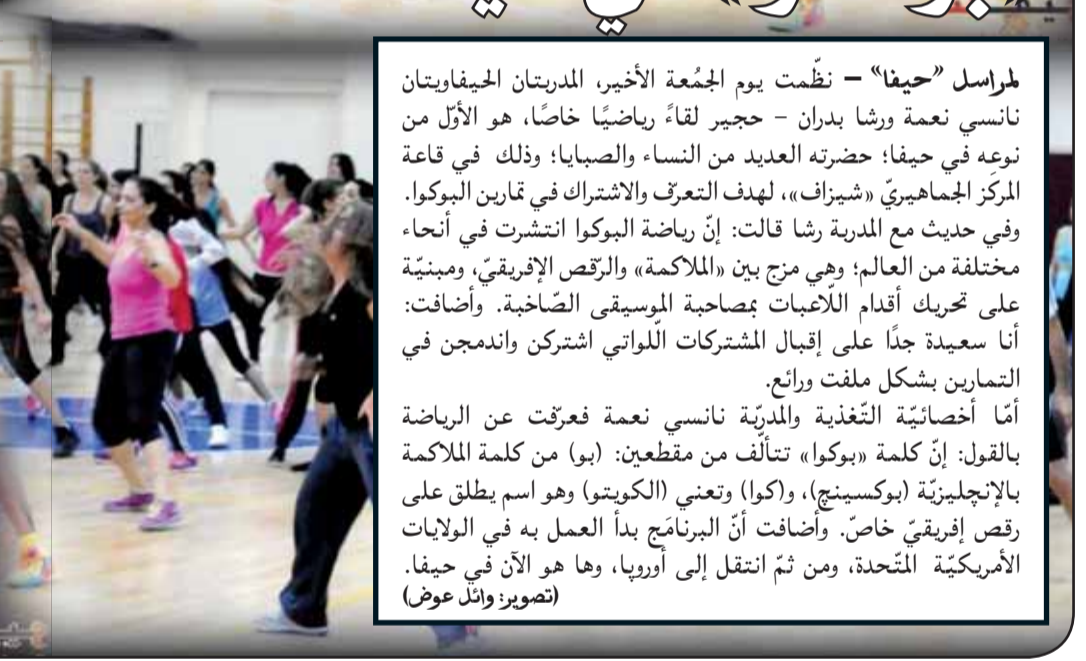 لمراسل “حيفا” – نظّمت يوم الجمُعة الأخير، المدربتان الحيفاويتان
نانسي نعمة ورشا بدران – حجير لقاءً رياضيًا خاصًا، هو الأوّل من
نوعه في حيفا؛ حضرته العديد من النساء والصبايا؛ وذلك في قاعة
المركَز الجماهيريّ «شيزاف»، لهدف التعرّف والاشتراك في تمارين البوكوا.
وفي حديث مع المدربة رشا قالت: إنّ رياضة البوكوا انتشرت في أنحاء
مختلفة من العالم؛ وهي مزج بين «الملاكمة» والرّقص الإفريقيّ، ومبنيّة
على تحريك أقدام اللّاعبات بمصاحبة الموسيقى الصّاخبة. وأضافت:
أنا سعيدة جدًا على إقبال المشتركات اللّواتي اشتركن واندمجن في
التمارين بشكل ملفت ورائع.
أمّا أخصائيّة التّغذية والمدرّبة نانسي نعمة فعرّفت عن الرياضة
بالقول: إنّ كلمة «بوكوا» تتألّف من مقطعين: (بو) من كلمة الملاكمة
بالإنچليزيّة (بوكسينچ)، و(كوا) وتعني (الكويتو) وهو اسم يطلق على
رقص إفريقيّ خاصّ. وأضافت أنّ البرنامَج بدأ العمل به في الولايات
الأمريكيّة المتّحدة، ومن ثمّ انتقل إلى أوروپا، وها هو الآن في حيفا.
(تصوير: وائل عوض)